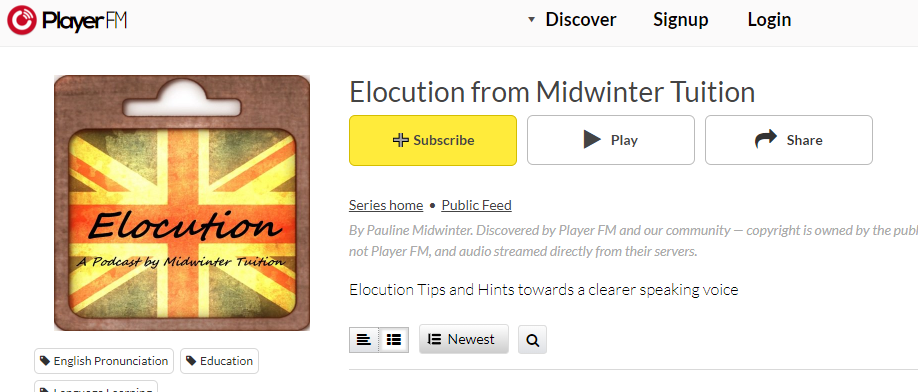 PlayerFM
Discover
Signup
Login
Elocution
A Podcast by Midwinter Tuition
English Pronunciation
Education
Language Learning
Elocution from Midwinter Tuition
Subscribe
Play
Share
Series home • Public Feed
By Pauline Midwinter. Discovered by Player FM and our community — copyright is owned by the publ
not Player FM, and audio streamed directly from their servers.
Elocution Tips and Hints towards a clearer speaking voice
Newest